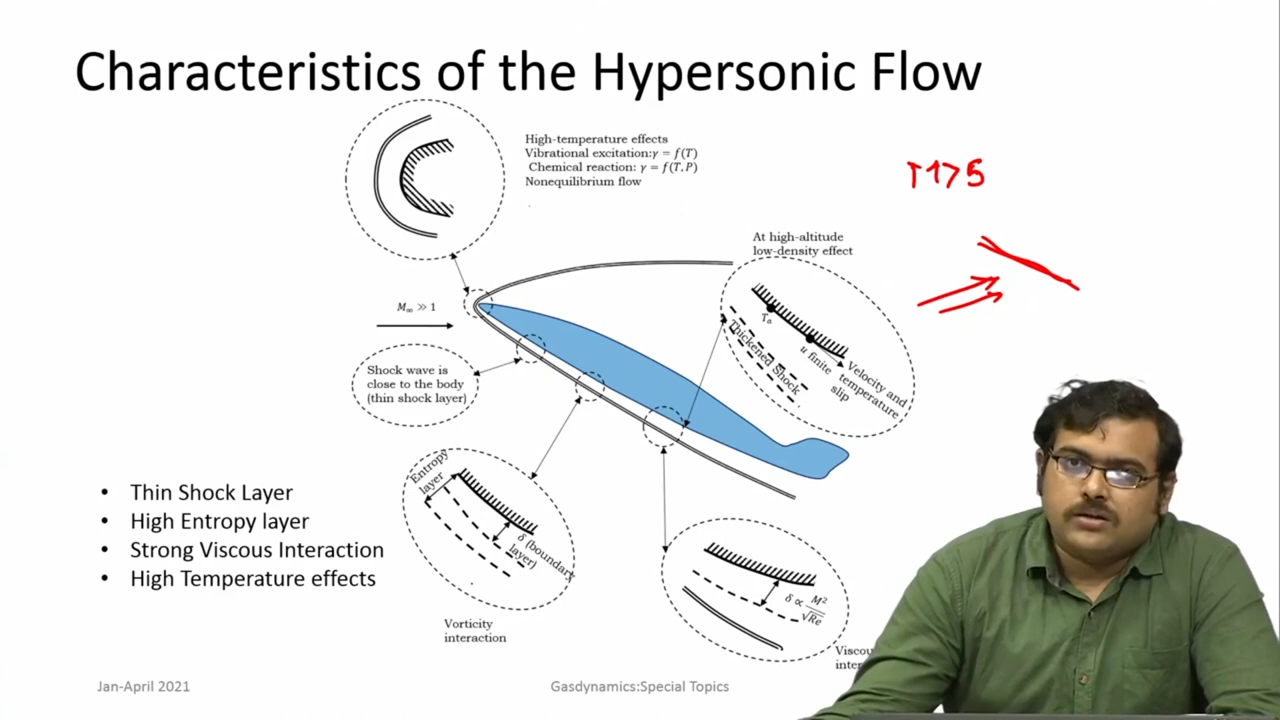 Characteristics of the Hypersonic Flow
High-temperature effects
Vibrational excitation:γ = f(T)
Chemical reaction: γ = f(T,P)
Nonequilibrium flow
M>5
At high-altitude
low-density effect
M∞ ≫ 1
Thickened Shock
u finite
Velocity and
temperature
slip
Shock wave is
close to the body
(thin shock layer)
Entropy
layer
δ (boundary
layer)
δ ∝ M²/√Re
Vorticity
interaction
• Thin Shock Layer
• High Entropy layer
• Strong Viscous Interaction
• High Temperature effects
Jan-April 2021
Gasdynamics:Special Topics